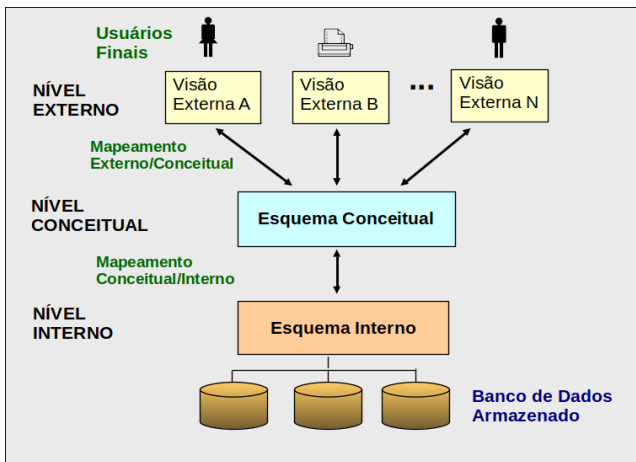 Usuários
Finais
NÍVEL
EXTERNO
Visão
Externa A
Visão
Externa B
...
Visão
Externa N
Mapeamento
Externo/Conceitual
NÍVEL
CONCEITUAL
Esquema Conceitual
Mapeamento
Conceitual/Interno
NÍVEL
INTERNO
Esquema Interno
Banco de Dados
Armazenado